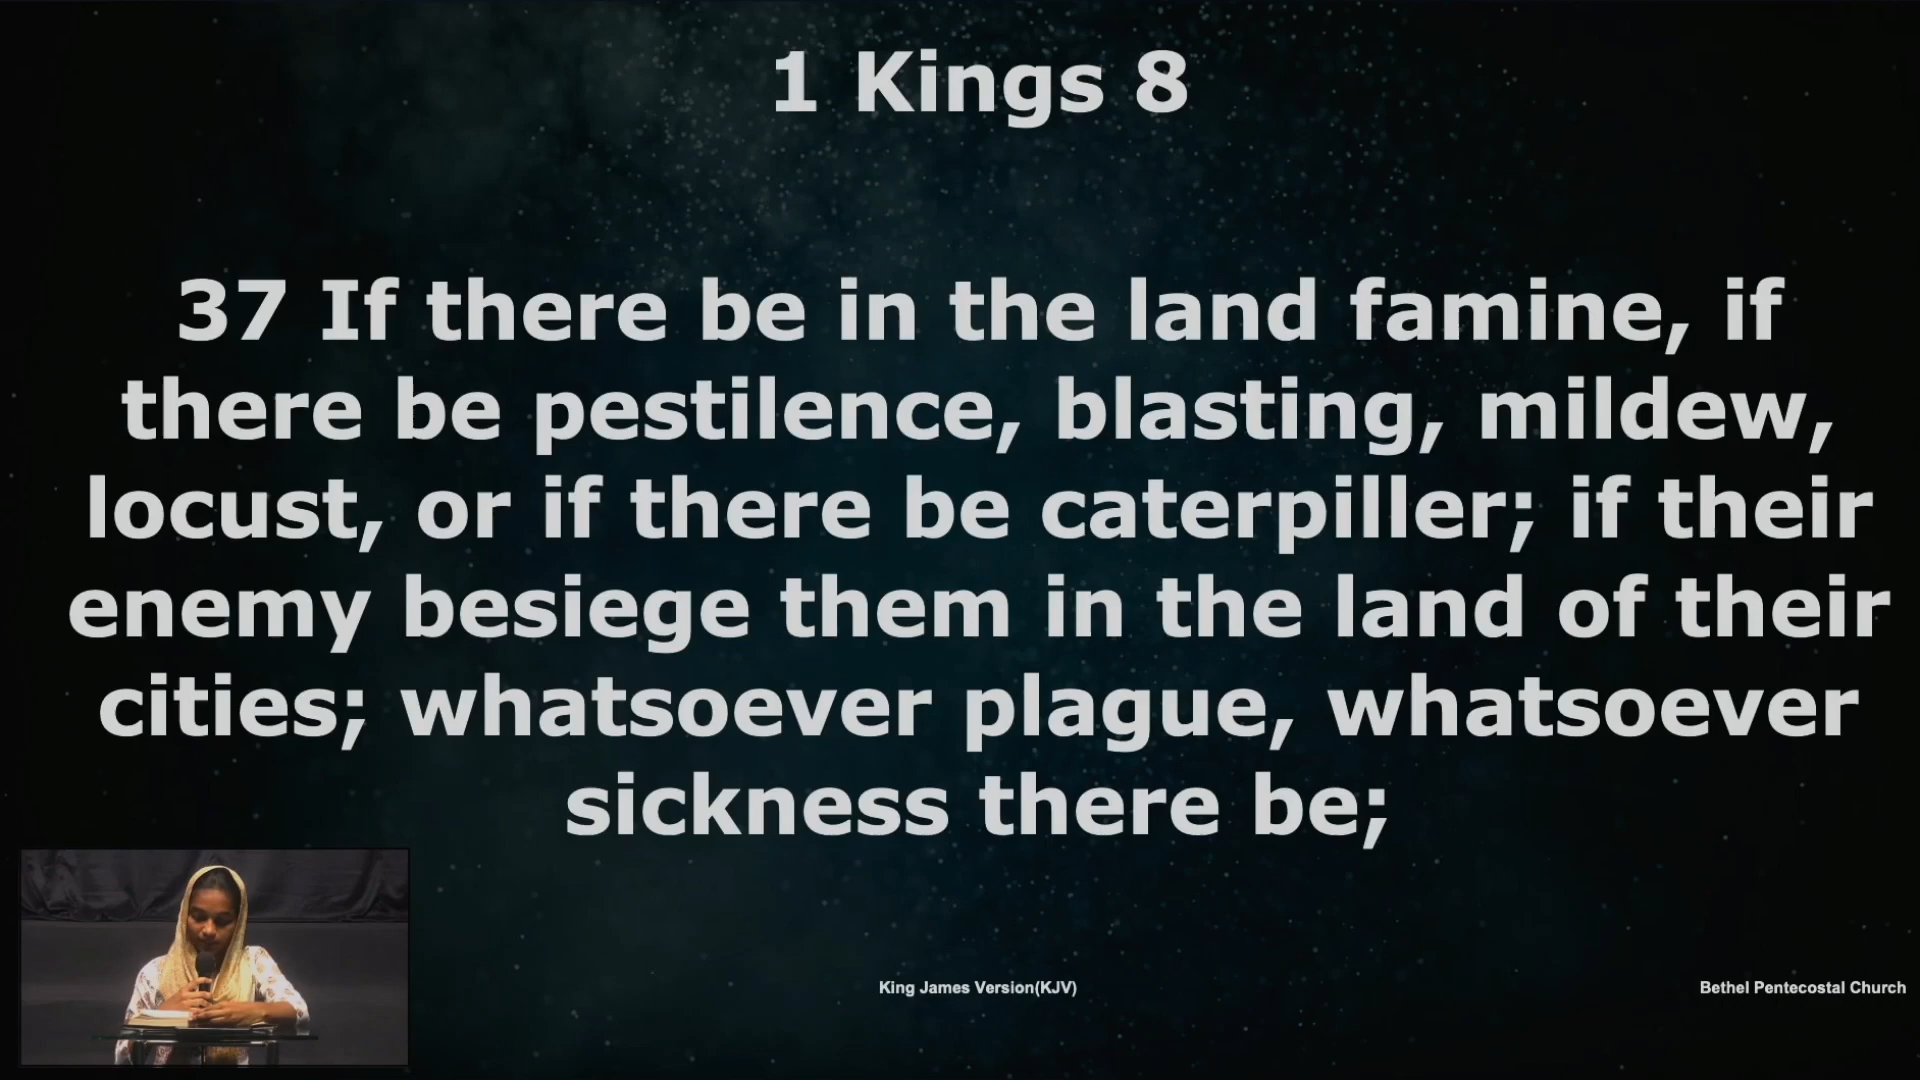 1 Kings 8
37 If there be in the land famine, if
there be pestilence, blasting, mildew,
locust, or if there be caterpiller; if their
enemy besiege them in the land of their
cities; whatsoever plague, whatsoever
sickness there be;
King James Version(KJV)
Bethel Pentecostal Church